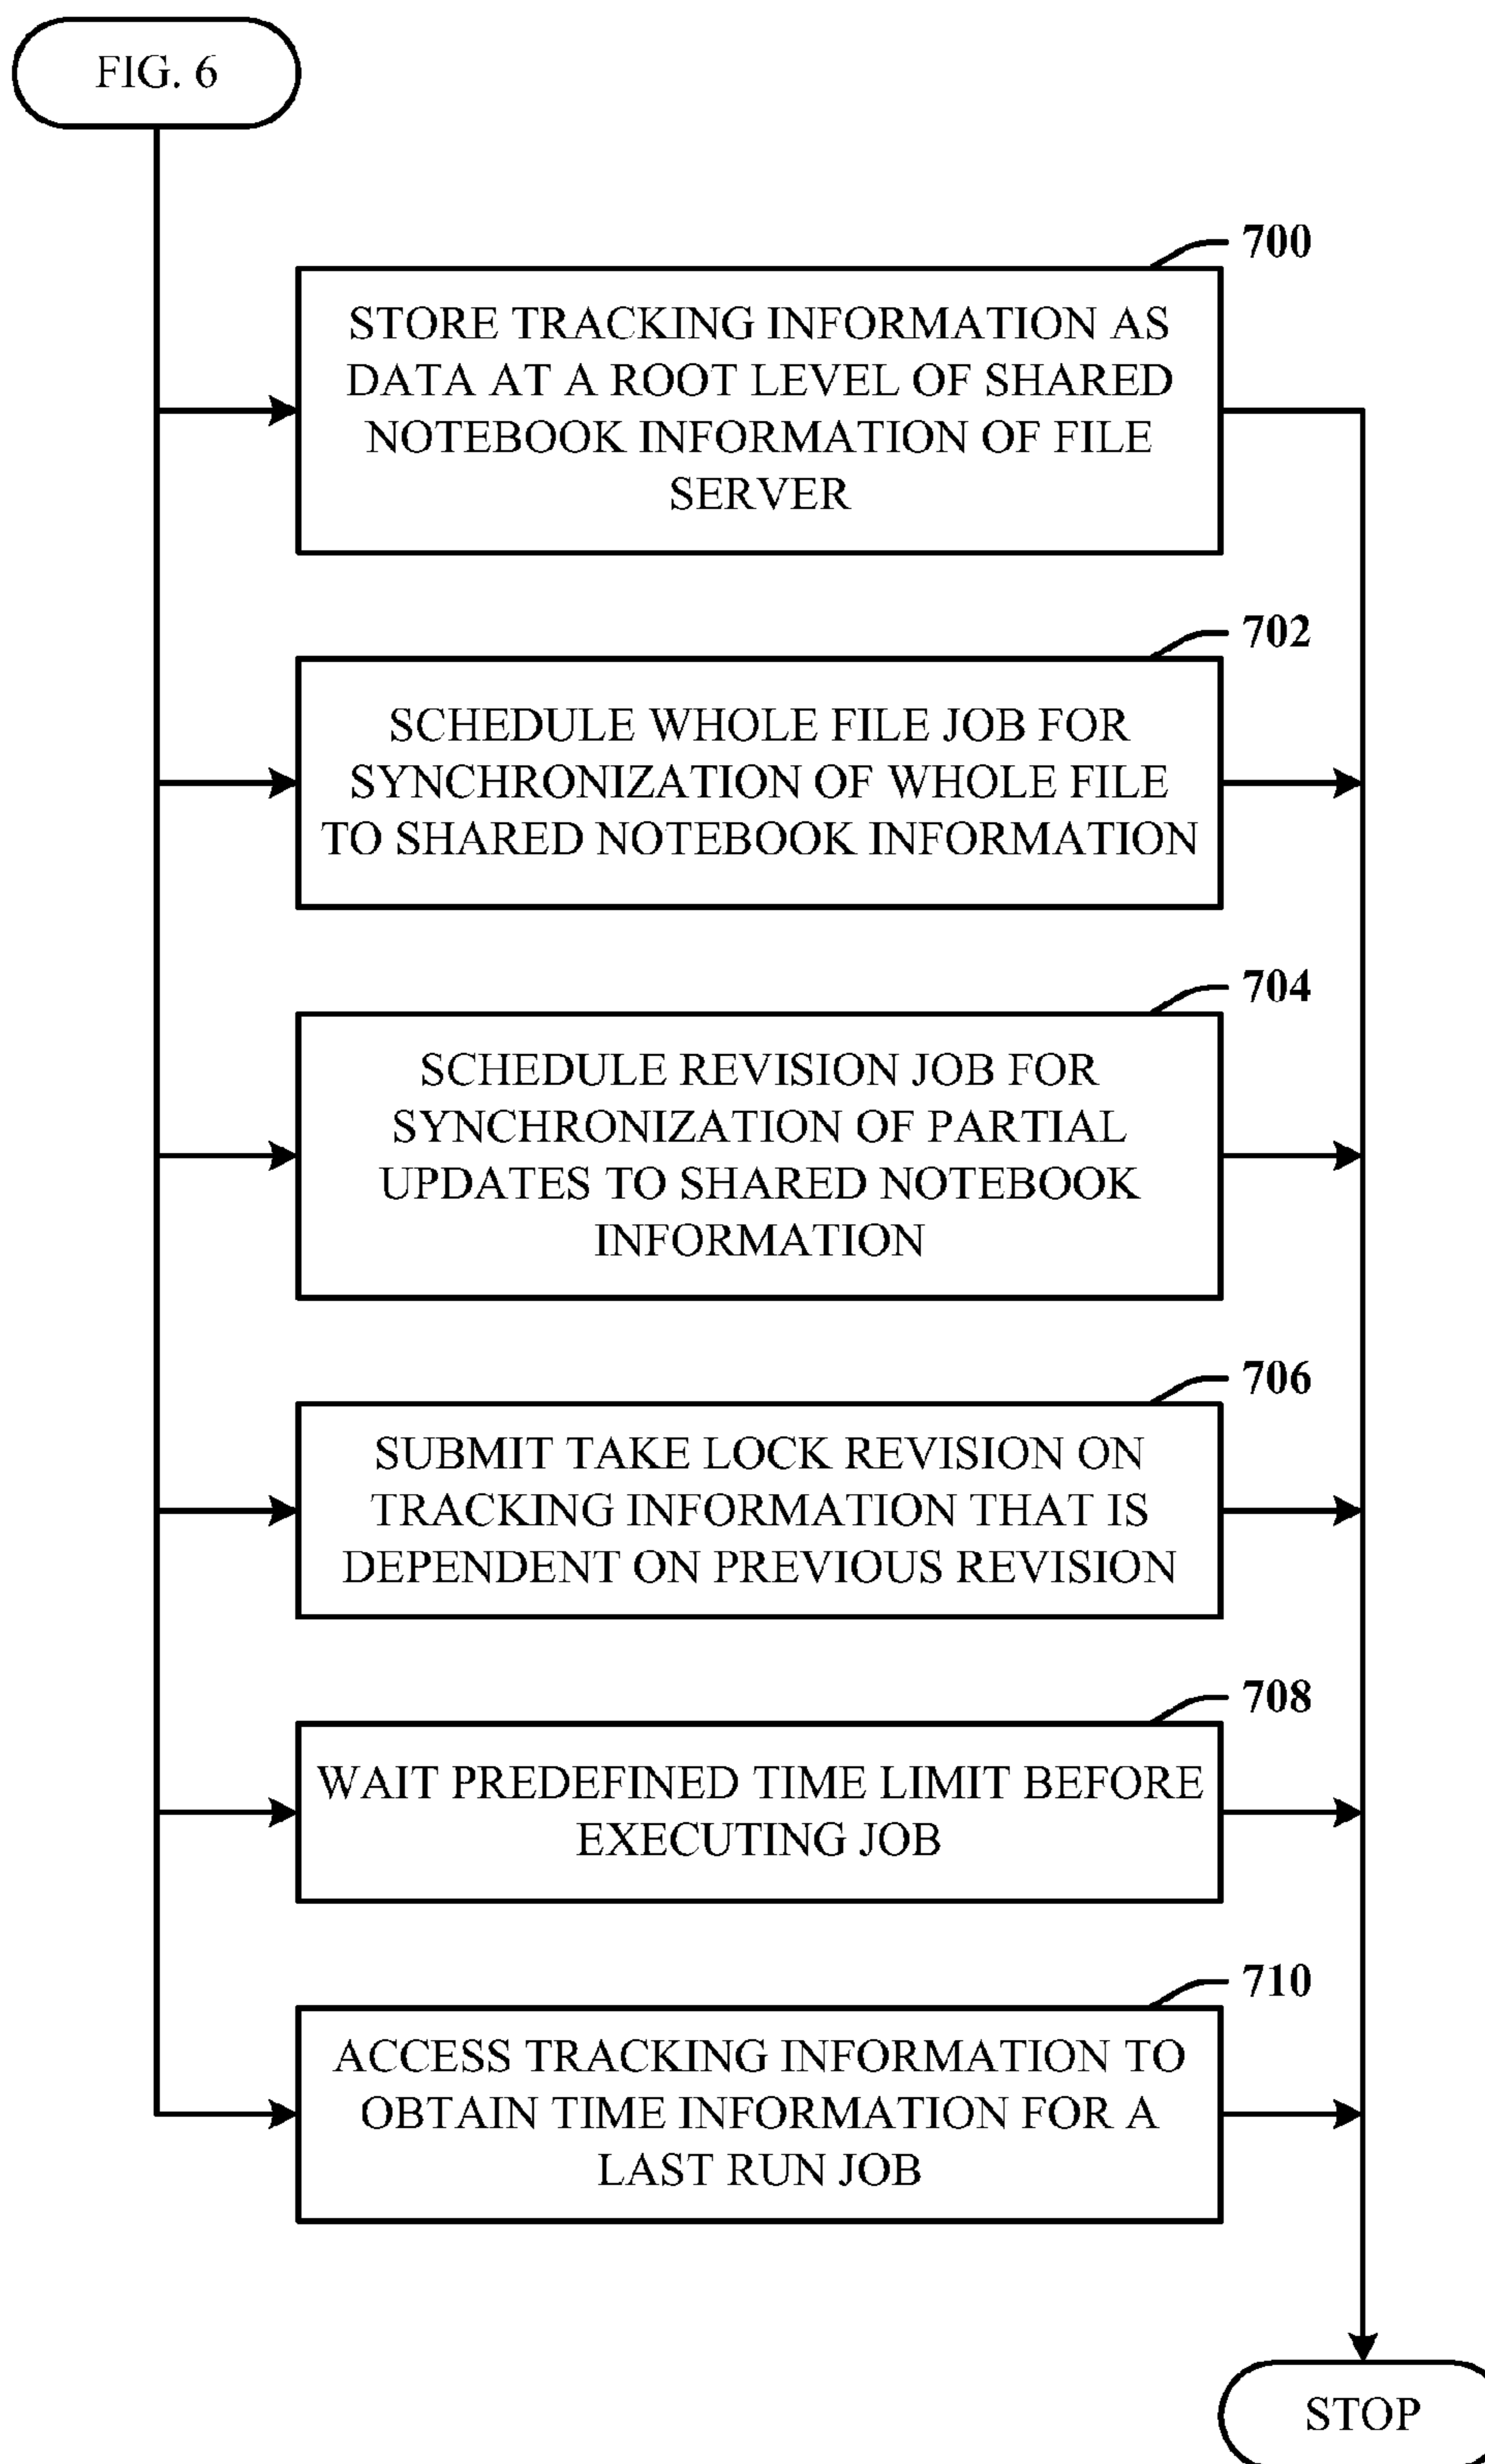 FIG. 6
700
STORE TRACKING INFORMATION AS
DATA AT A ROOT LEVEL OF SHARED
NOTEBOOK INFORMATION OF FILE
SERVER
702
SCHEDULE WHOLE FILE JOB FOR
SYNCHRONIZATION OF WHOLE FILE
TO SHARED NOTEBOOK INFORMATION
704
SCHEDULE REVISION JOB FOR
SYNCHRONIZATION OF PARTIAL
UPDATES TO SHARED NOTEBOOK
INFORMATION
706
SUBMIT TAKE LOCK REVISION ON
TRACKING INFORMATION THAT IS
DEPENDENT ON PREVIOUS REVISION
708
WAIT PREDEFINED TIME LIMIT BEFORE
EXECUTING JOB
710
ACCESS TRACKING INFORMATION TO
OBTAIN TIME INFORMATION FOR A
LAST RUN JOB
STOP